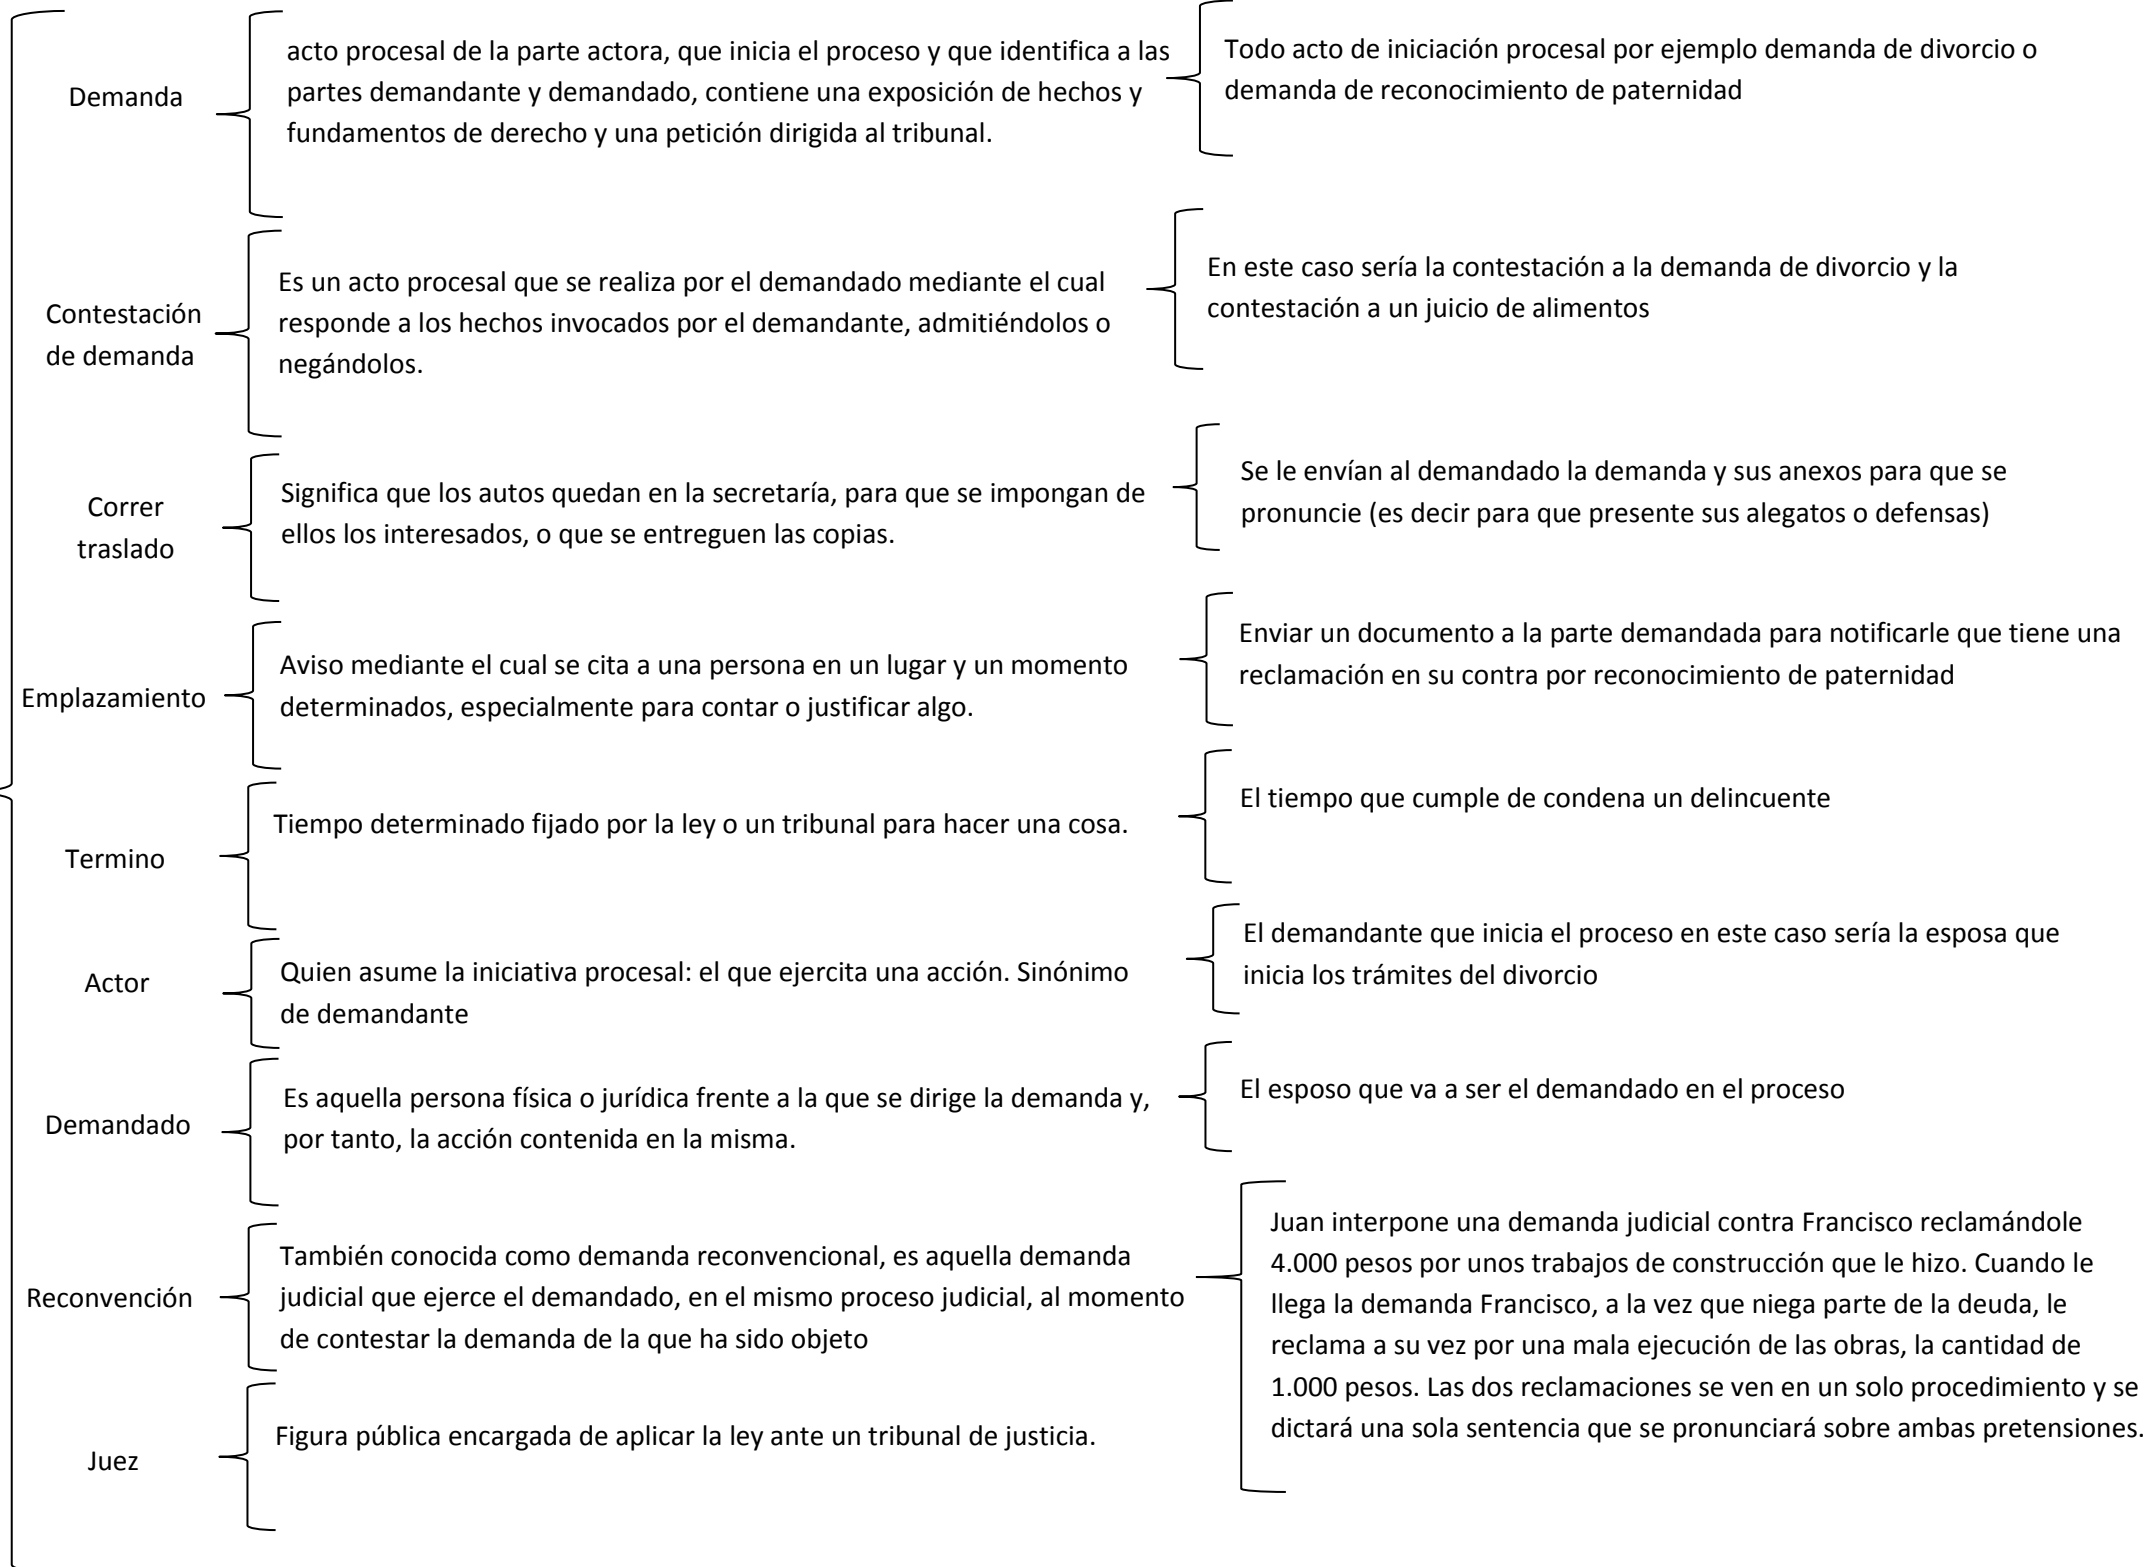 Demanda
acto procesal de la parte actora, que inicia el proceso y que identifica a las
partes demandante y demandado, contiene una exposición de hechos y
fundamentos de derecho y una petición dirigida al tribunal.
Todo acto de iniciación procesal por ejemplo demanda de divorcio o
demanda de reconocimiento de paternidad
Contestación
de demanda
Es un acto procesal que se realiza por el demandado mediante el cual
responde a los hechos invocados por el demandante, admitiéndolos o
negándolos.
En este caso sería la contestación a la demanda de divorcio y la
contestación a un juicio de alimentos
Correr
traslado
Significa que los autos quedan en la secretaría, para que se impongan de
ellos los interesados, o que se entreguen las copias.
Se le envían al demandado la demanda y sus anexos para que se
pronuncie (es decir para que presente sus alegatos o defensas)
Emplazamiento
Aviso mediante el cual se cita a una persona en un lugar y un momento
determinados, especialmente para contar o justificar algo.
Enviar un documento a la parte demandada para notificarle que tiene una
reclamación en su contra por reconocimiento de paternidad
Termino
Tiempo determinado fijado por la ley o un tribunal para hacer una cosa.
El tiempo que cumple de condena un delincuente
Actor
Quien asume la iniciativa procesal: el que ejercita una acción. Sinónimo
de demandante
El demandante que inicia el proceso en este caso sería la esposa que
inicia los trámites del divorcio
Demandado
Es aquella persona física o jurídica frente a la que se dirige la demanda y,
por tanto, la acción contenida en la misma.
El esposo que va a ser el demandado en el proceso
Reconvención
También conocida como demanda reconvencional, es aquella demanda
judicial que ejerce el demandado, en el mismo proceso judicial, al momento
de contestar la demanda de la que ha sido objeto
Juan interpone una demanda judicial contra Francisco reclamándole
4.000 pesos por unos trabajos de construcción que le hizo. Cuando le
llega la demanda Francisco, a la vez que niega parte de la deuda, le
reclama a su vez por una mala ejecución de las obras, la cantidad de
1.000 pesos. Las dos reclamaciones se ven en un solo procedimiento y se
dictará una sola sentencia que se pronunciará sobre ambas pretensiones.
Juez
Figura pública encargada de aplicar la ley ante un tribunal de justicia.